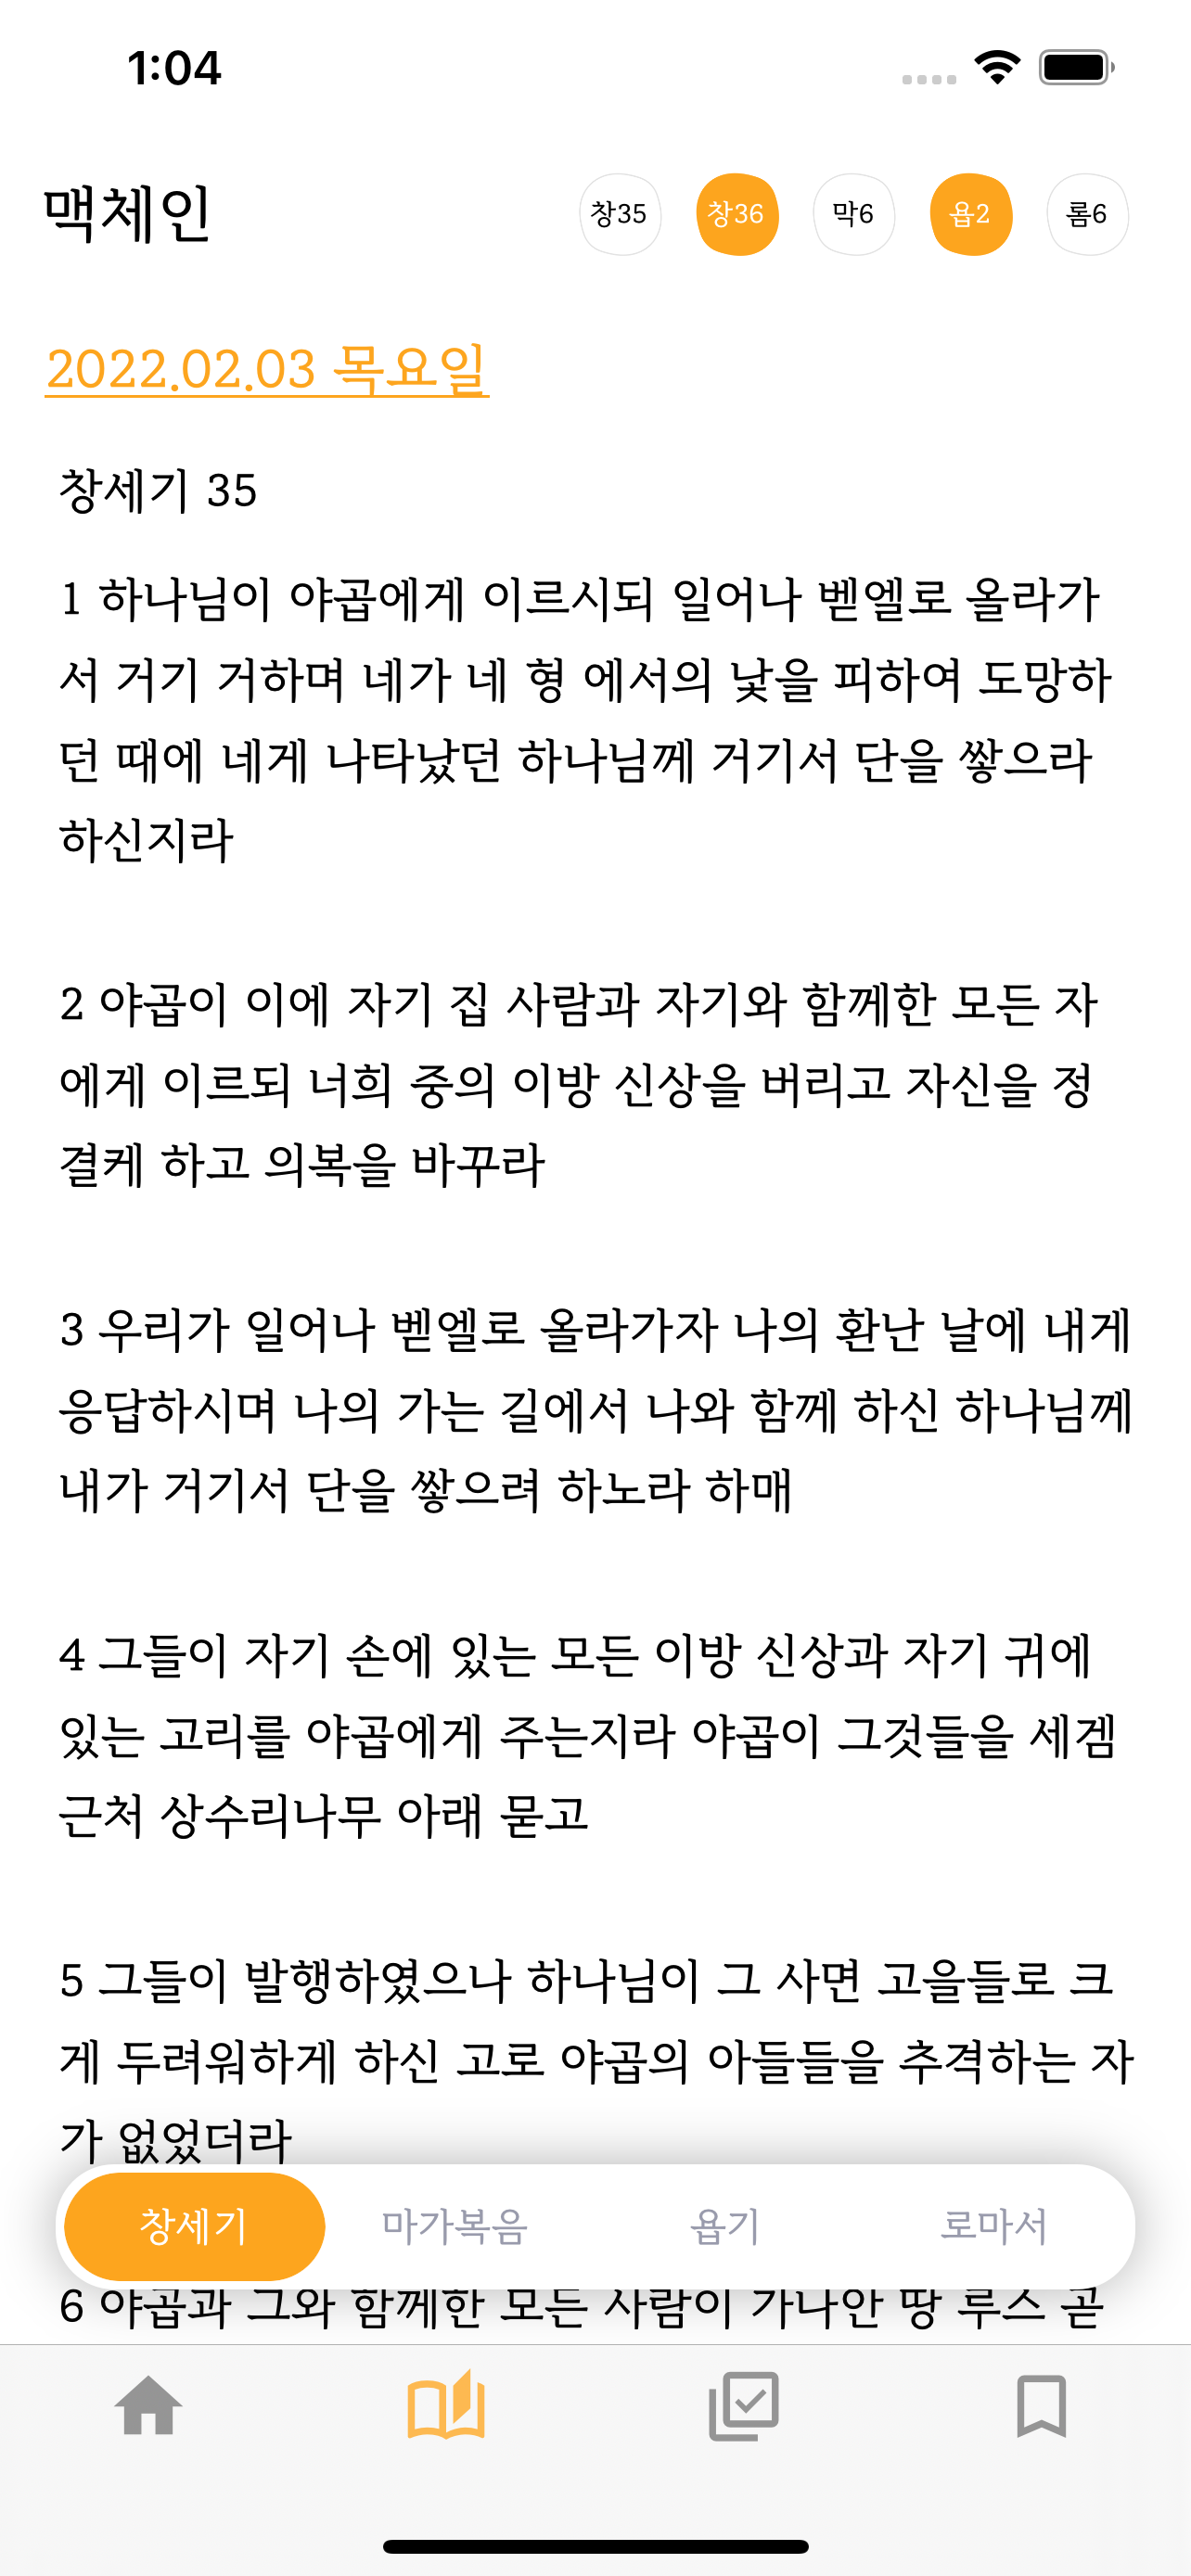 1:04
맥체인
창35 창36 막6 욥2 롬6
2022.02.03 목요일
창세기 35
1 하나님이 야곱에게 이르시되 일어나 벧엘로 올라가
서 거기 거하며 네가 네 형 에서의 낯을 피하여 도망하
던 때에 네게 나타났던 하나님께 거기서 단을 쌓으라
하신지라
2 야곱이 이에 자기 집 사람과 자기와 함께한 모든 자
에게 이르되 너희 중의 이방 신상을 버리고 자신을 정
결케 하고 의복을 바꾸라
3 우리가 일어나 벧엘로 올라가자 나의 환난 날에 내게
응답하시며 나의 가는 길에서 나와 함께 하신 하나님께
내가 거기서 단을 쌓으려 하노라 하매
4 그들이 자기 손에 있는 모든 이방 신상과 자기 귀에
있는 고리를 야곱에게 주는지라 야곱이 그것들을 세겜
근처 상수리나무 아래 묻고
5 그들이 발행하였으나 하나님이 그 사면 고을들로 크
게 두려워하게 하신 고로 야곱의 아들들을 추격하는 자
가 없었더라
창세기 마가복음 욥기 로마서
6 야곱과 그와 함께한 모든 사람이 가나안 땅 루스 곧